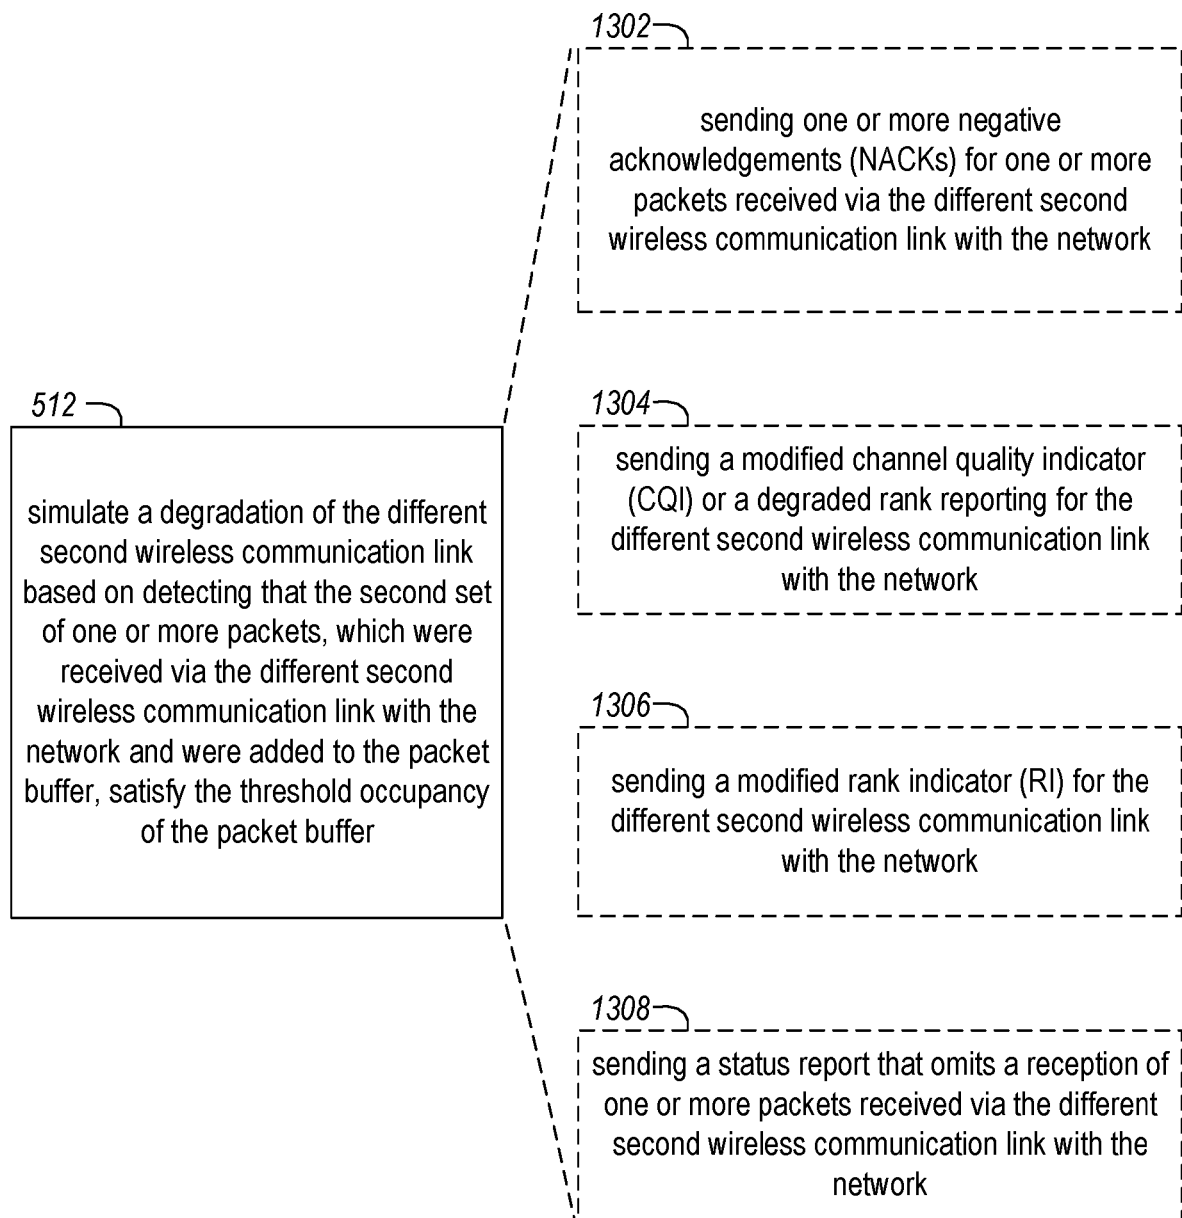 1302
sending one or more negative
acknowledgements (NACKs) for one or more
packets received via the different second
wireless communication link with the network
512
simulate a degradation of the different
second wireless communication link
based on detecting that the second set
of one or more packets, which were
received via the different second
wireless communication link with the
network and were added to the packet
buffer, satisfy the threshold occupancy
of the packet buffer
1304
sending a modified channel quality indicator
(CQI) or a degraded rank reporting for the
different second wireless communication link
with the network
1306
sending a modified rank indicator (RI) for the
different second wireless communication link
with the network
1308
sending a status report that omits a reception of
one or more packets received via the different
second wireless communication link with the
network